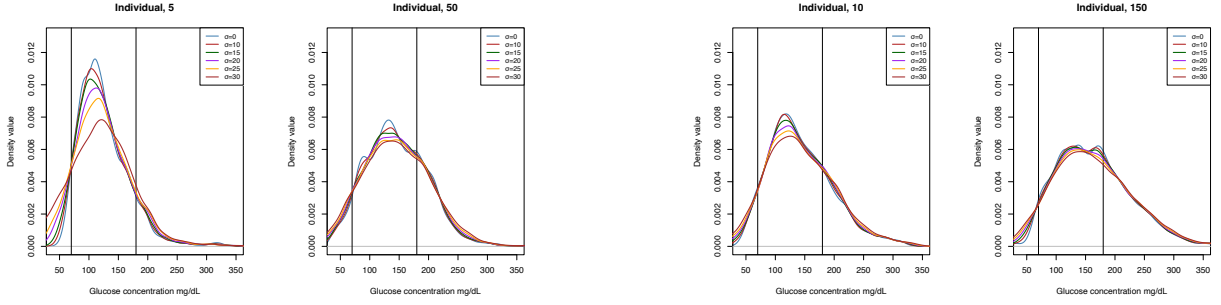 Individual, 5
Density value
0.000 0.002 0.004 0.006 0.008 0.010 0.012
σ=0
σ=10
σ=15
σ=20
σ=25
σ=30
50 100 150 200 250 300 350
Glucose concentration mg/dL
Individual, 50
Density value
0.000 0.002 0.004 0.006 0.008 0.010 0.012
σ=0
σ=10
σ=15
σ=20
σ=25
σ=30
50 100 150 200 250 300 350
Glucose concentration mg/dL
Individual, 10
Density value
0.000 0.002 0.004 0.006 0.008 0.010 0.012
σ=0
σ=10
σ=15
σ=20
σ=25
σ=30
50 100 150 200 250 300 350
Glucose concentration mg/dL
Individual, 150
Density value
0.000 0.002 0.004 0.006 0.008 0.010 0.012
σ=0
σ=10
σ=15
σ=20
σ=25
σ=30
50 100 150 200 250 300 350
Glucose concentration mg/dL